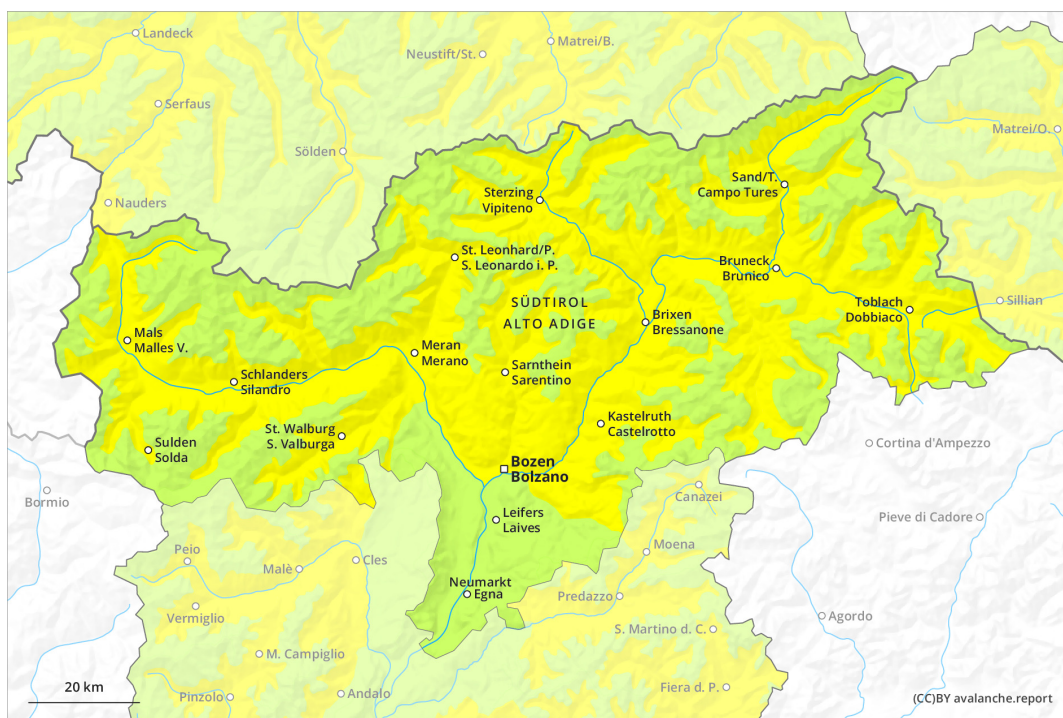 Landeck
Matrei/B.
Neustift/St.
Serfaus
Matrei/O.
Sölden
Sand/T.
Campo Tures
Sterzing
Vipiteno
Nauders
St. Leonhard/P.
S. Leonardo i. P.
Bruneck
Brunico
SÜDTIROL
ALTO ADIGE
Toblach
Dobbiaco
Sillian
Brixen
Bressanone
Mals
Malles V.
Meran
Merano
Sarnthein
Sarentino
Schlanders
Silandro
St. Walburg
S. Valburga
Kastelruth
Castelrotto
Sulden
Solda
Cortina d'Ampezzo
Bozen
Bolzano
Bormio
Canazei
Leifers
Laives
Pieve di Cadore
Moena
Peio
Cles
Malè
Neumarkt
Egna
Predazzo
Vermiglio
Agordo
S. Martino d. C.
M. Campiglio
20 km
Pinzolo
Andalo
Fiera d. P.
(CC)BY avalanche.report